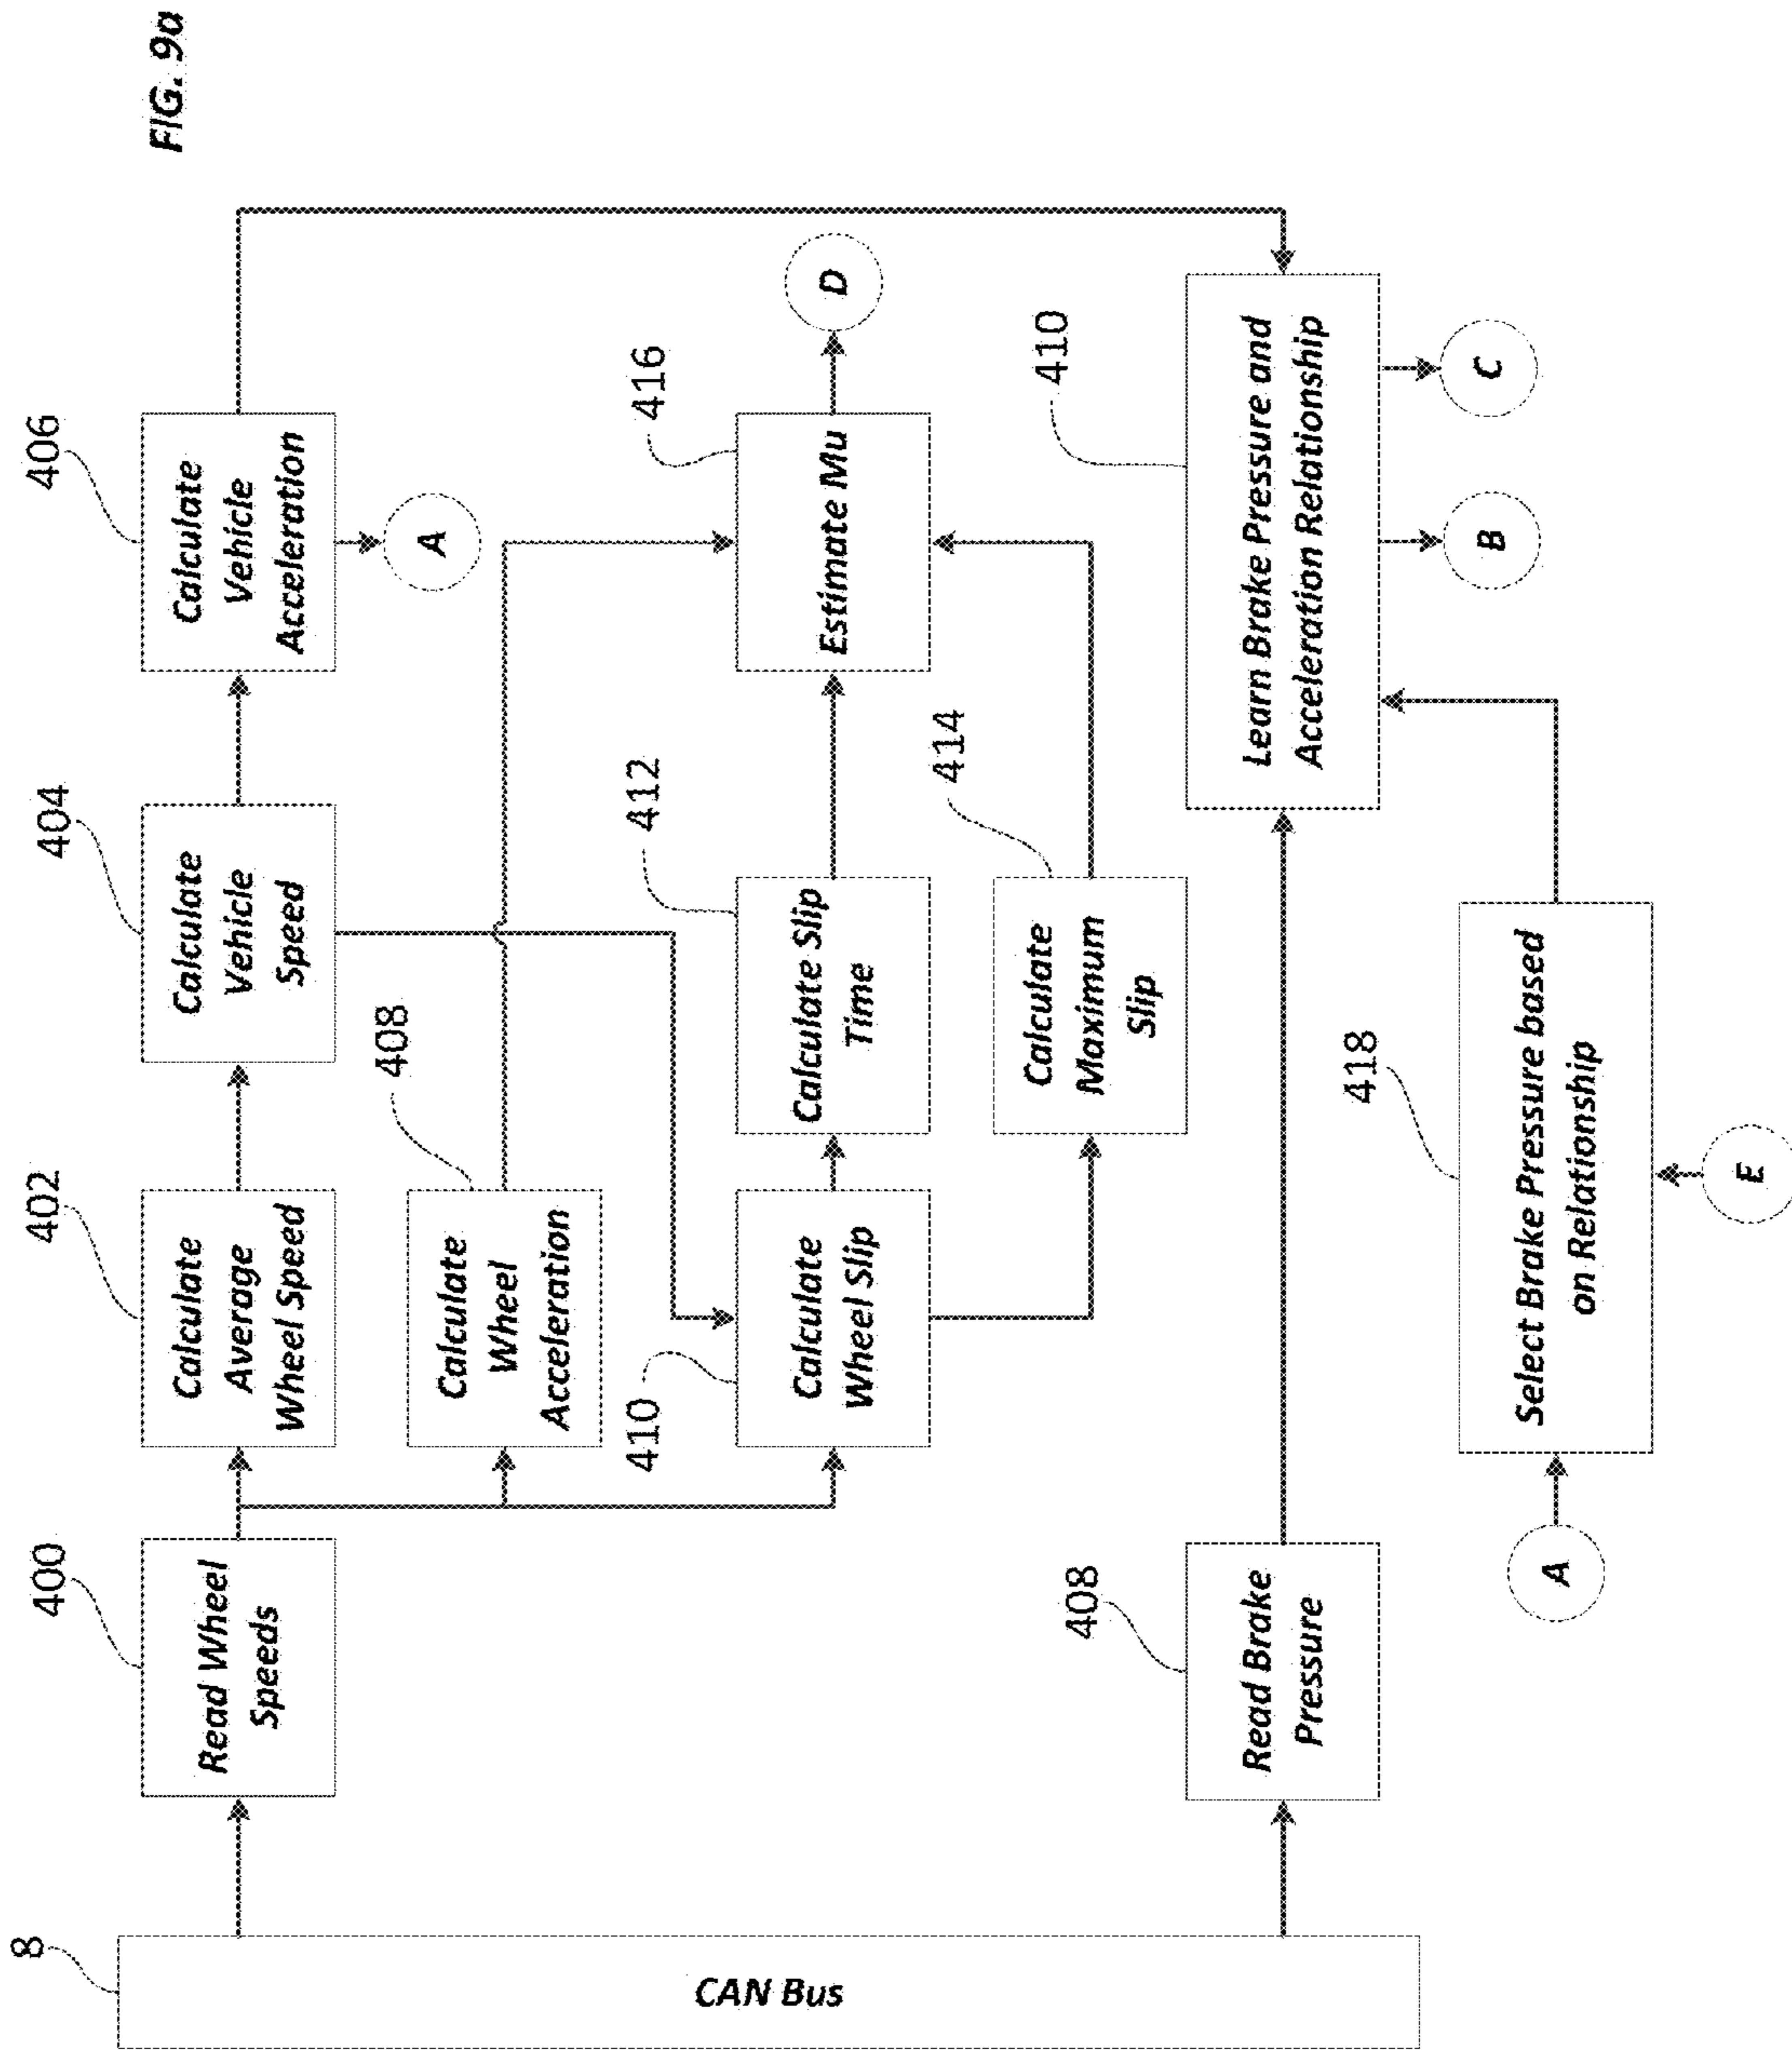 FIG. 9a
8
CAN Bus
400
Read Wheel
Speeds
402
Calculate
Average
Wheel Speed
404
Calculate
Vehicle
Speed
406
Calculate
Vehicle
Acceleration
A
408
Calculate
Wheel
Acceleration
410
Calculate
Wheel Slip
412
Calculate Slip
Time
414
Calculate
Maximum
Slip
416
Estimate Mu
D
408
Read Brake
Pressure
410
Learn Brake Pressure and
Acceleration Relationship
B
C
A
418
Select Brake Pressure based
on Relationship
E